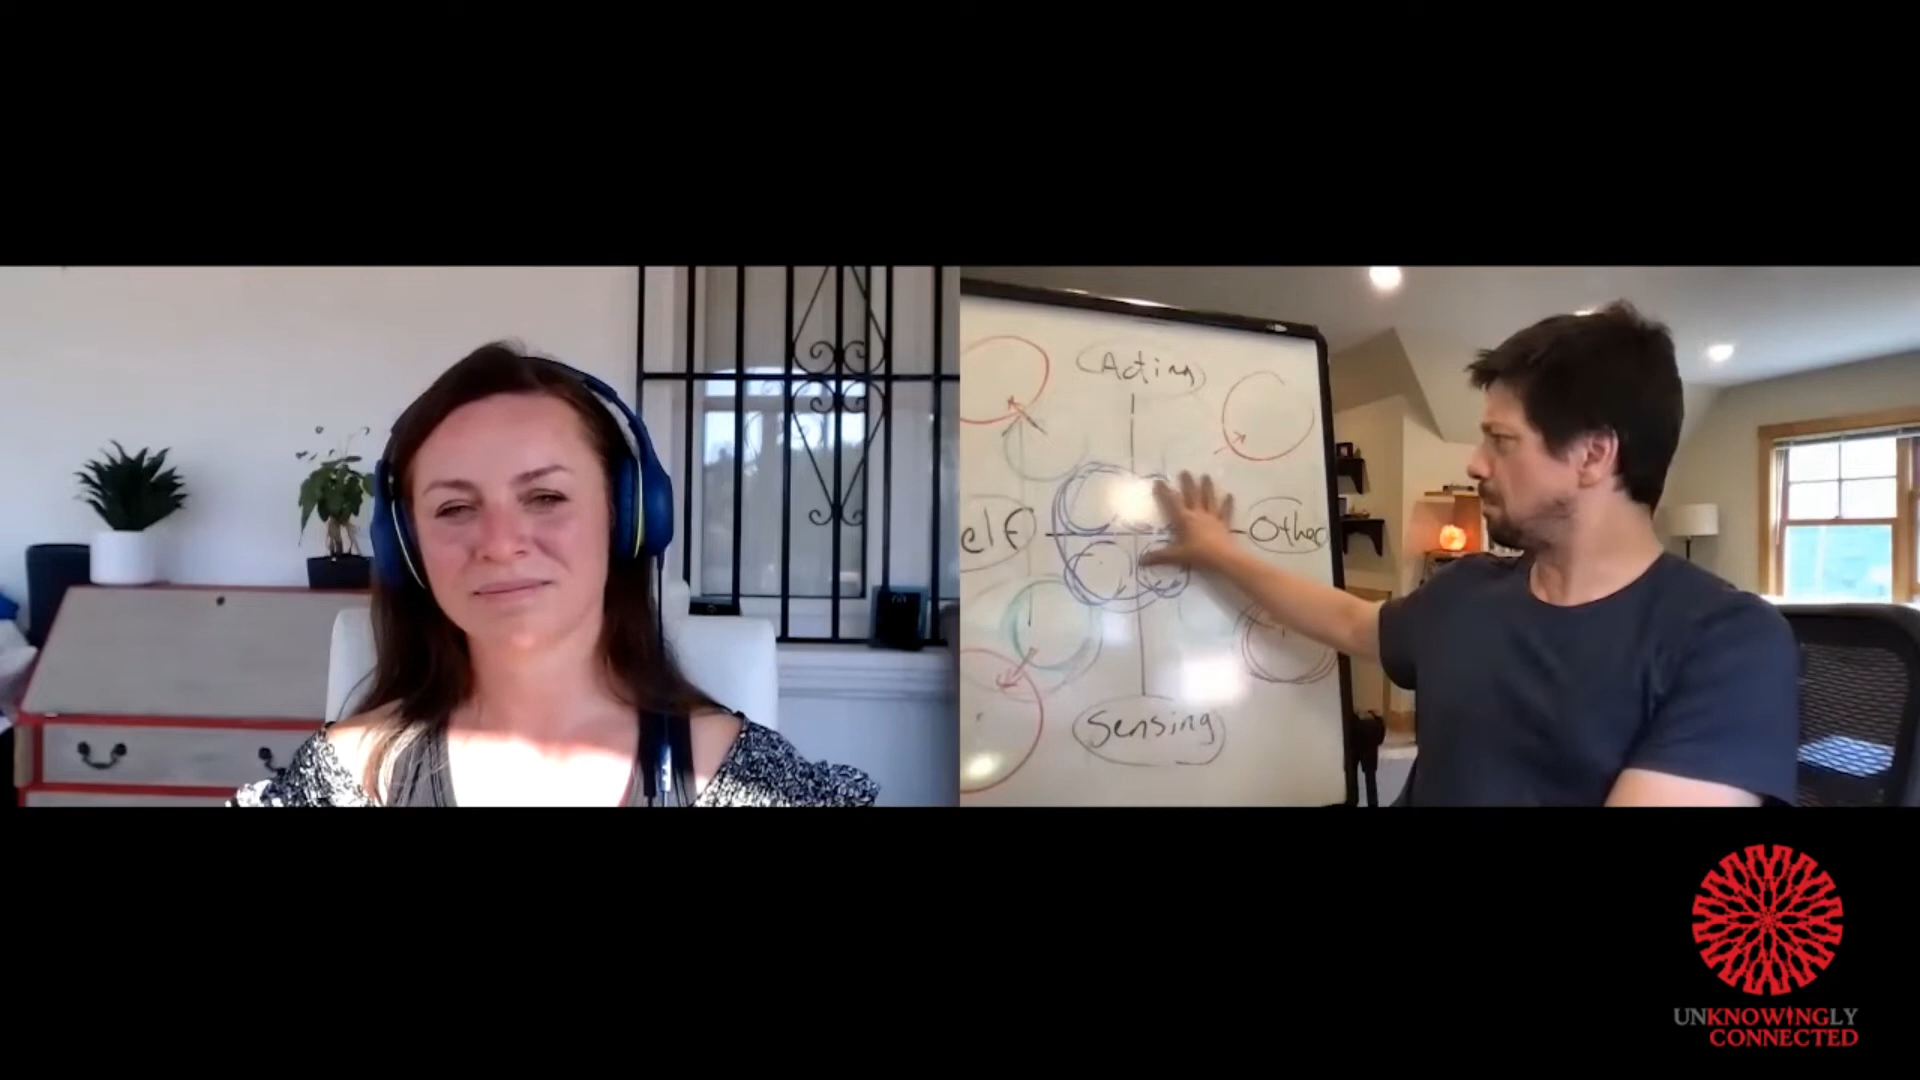 Acting
elf
Other
Sensing
UNKNOWINGLY
CONNECTED